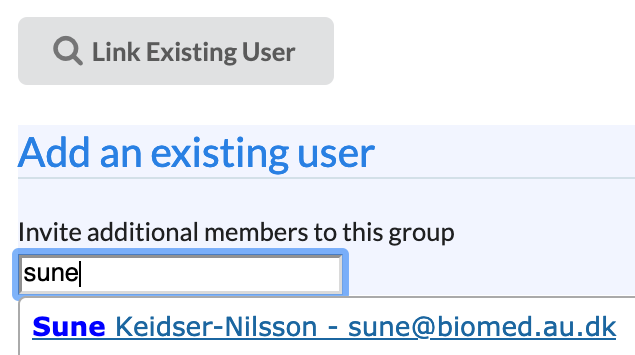 Link Existing User
Add an existing user
Invite additional members to this group
sune
Sune Keidser-Nilsson - sune@biomed.au.dk